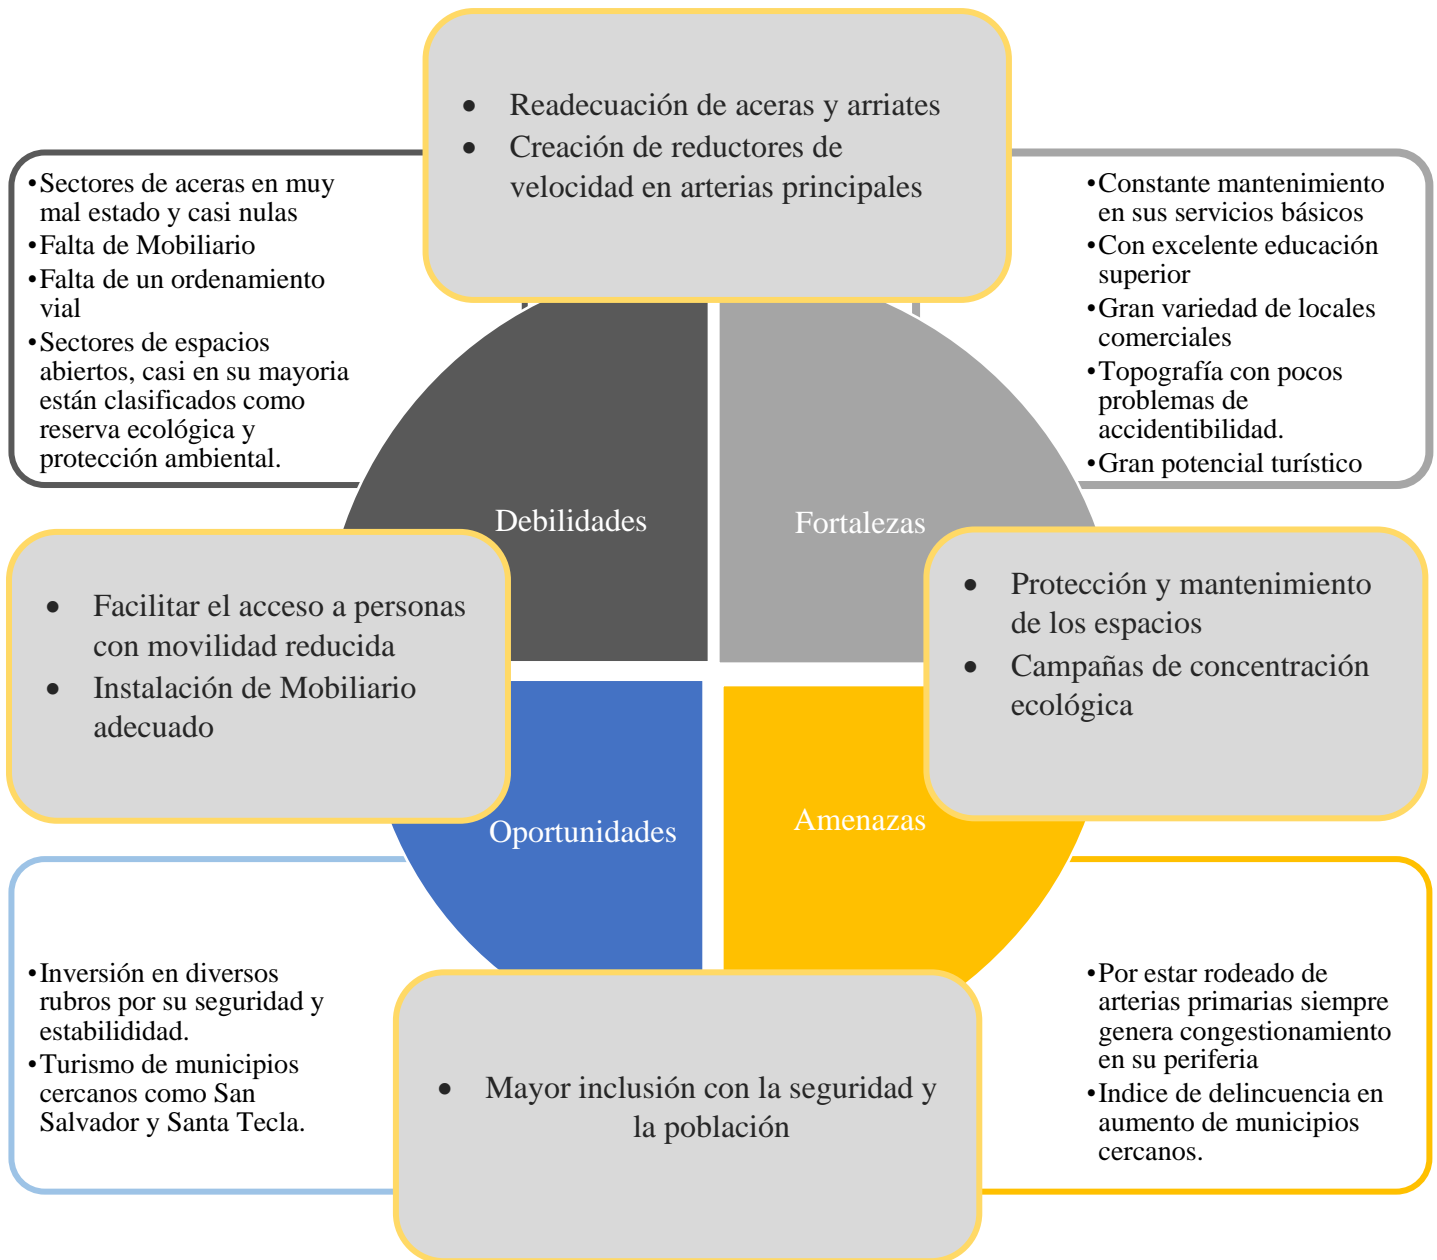 • Readecuación de aceras y arriates
• Creación de reductores de
velocidad en arterias principales
•Sectores de aceras en muy
mal estado y casi nulas
•Falta de Mobiliario
•Falta de un ordenamiento
vial
•Sectores de espacios
abiertos, casi en su mayoria
están clasificados como
reserva ecológica y
protección ambiental.
•Constante mantenimiento
en sus servicios básicos
•Con excelente educación
superior
•Gran variedad de locales
comerciales
•Topografía con pocos
problemas de
accidentibilidad.
•Gran potencial turístico
Debilidades
Fortalezas
• Facilitar el acceso a personas
con movilidad reducida
• Instalación de Mobiliario
adecuado
• Protección y mantenimiento
de los espacios
• Campañas de concentración
ecológica
Oportunidades
Amenazas
•Inversión en diversos
rubros por su seguridad y
estabilididad.
•Turismo de municipios
cercanos como San
Salvador y Santa Tecla.
• Mayor inclusión con la seguridad y
la población
•Por estar rodeado de
arterias primarias siempre
genera congestionamiento
en su periferia
•Indice de delincuencia en
aumento de municipios
cercanos.